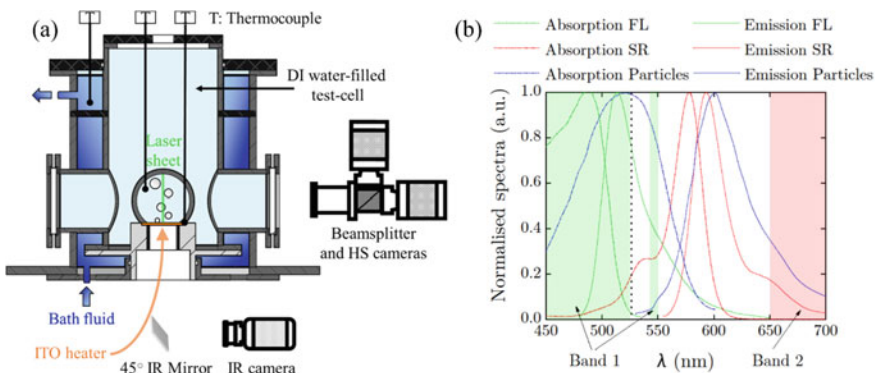 (a)
T: Thermocouple
T
T
T
DI water-filled
test-cell
Laser
sheet
Beamsplitter
and HS cameras
Bath fluid
ITO heater
45° IR Mirror
IR camera
(b)
Absorption FL
Emission FL
Absorption SR
Emission SR
Absorption Particles
Emission Particles
Normalised spectra (a.u.)
1.0
0.8
0.6
0.4
0.2
0.0
450
500
550
600
650
700
Band 1
λ (nm)
Band 2